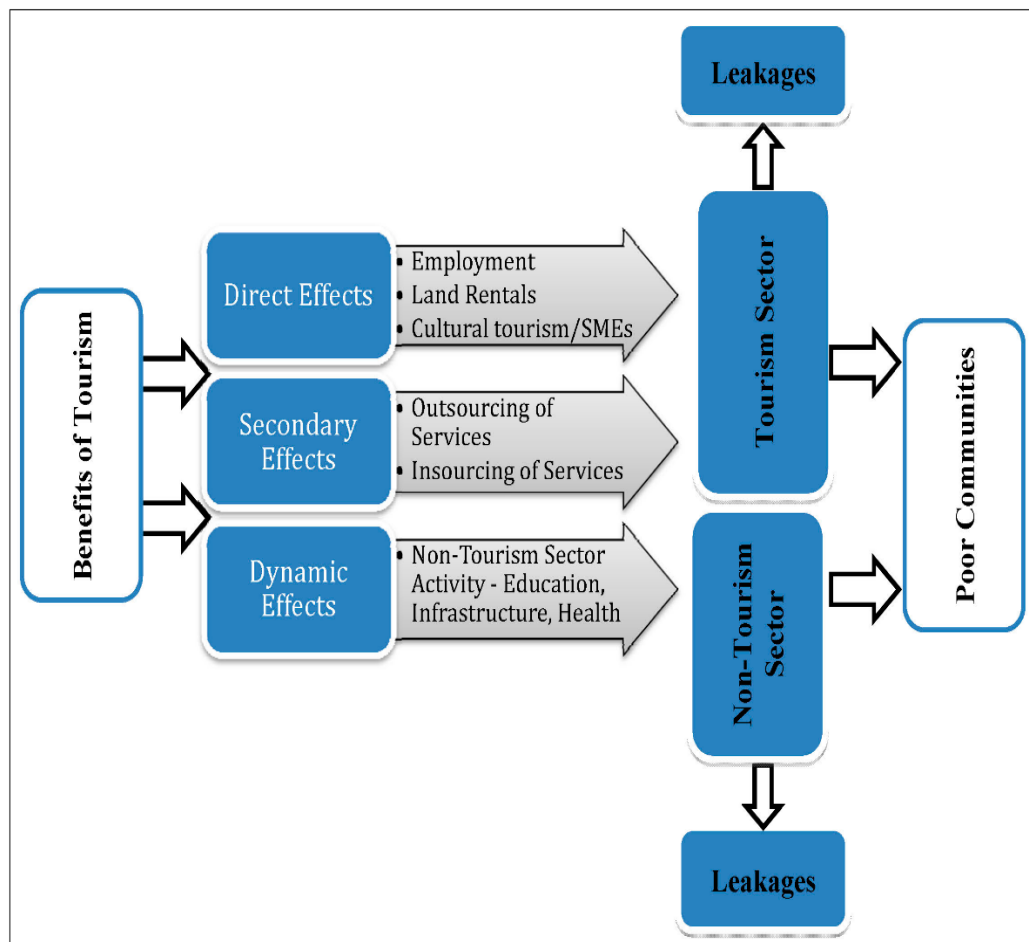 Leakages
Benefits of Tourism
Direct Effects
• Employment
• Land Rentals
• Cultural tourism/SMEs
Secondary
Effects
• Outsourcing of
Services
• Insourcing of Services
Dynamic
Effects
• Non-Tourism Sector
Activity - Education,
Infrastructure, Health
Tourism Sector
Non-Tourism
Sector
Poor Communities
Leakages